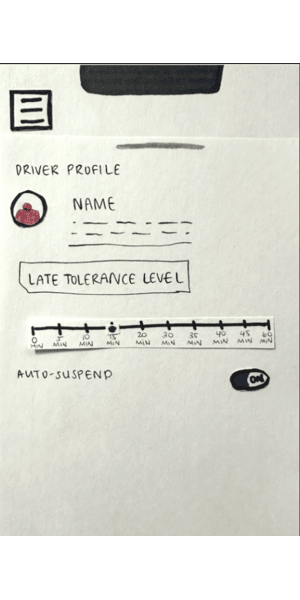 DRIVER PROFILE
NAME
LATE TOLERANCE LEVEL
0 5 10 15 20 30 35 40 45 60
MIN MIN MIN MIN MIN MIN MIN MIN MIN MIN
AUTO-SUSPEND ON